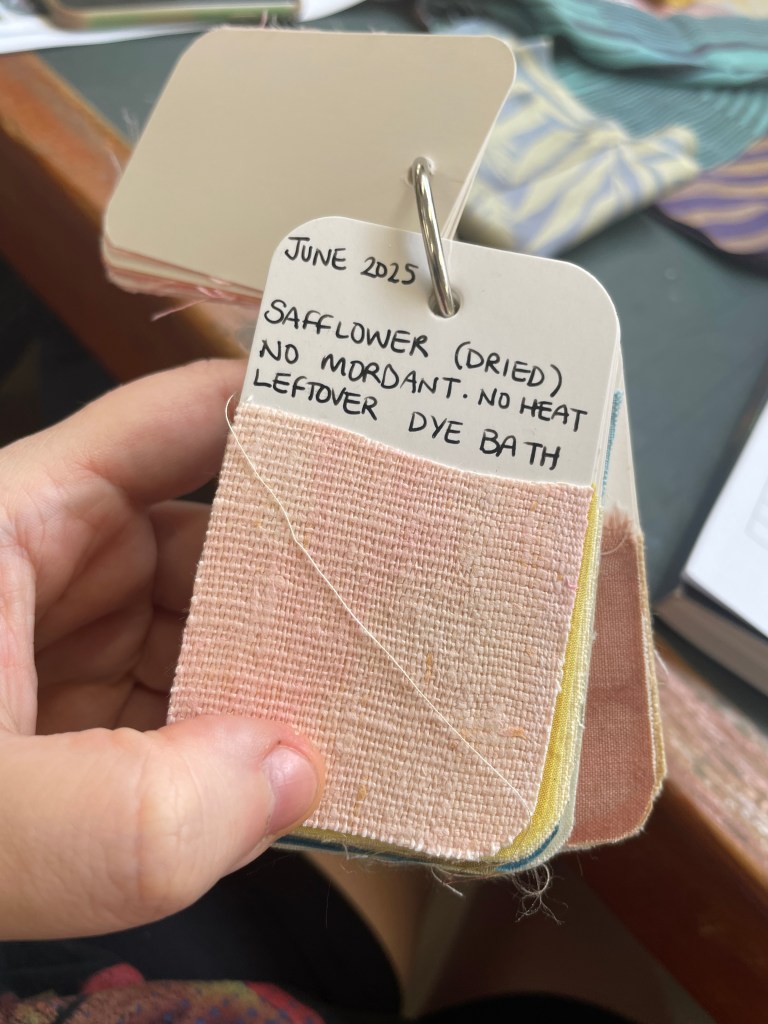 JUNE 2025
SAFFLOWER (DRIED)
NO MORDANT. NO HEAT
LEFTOVER DYE BATH